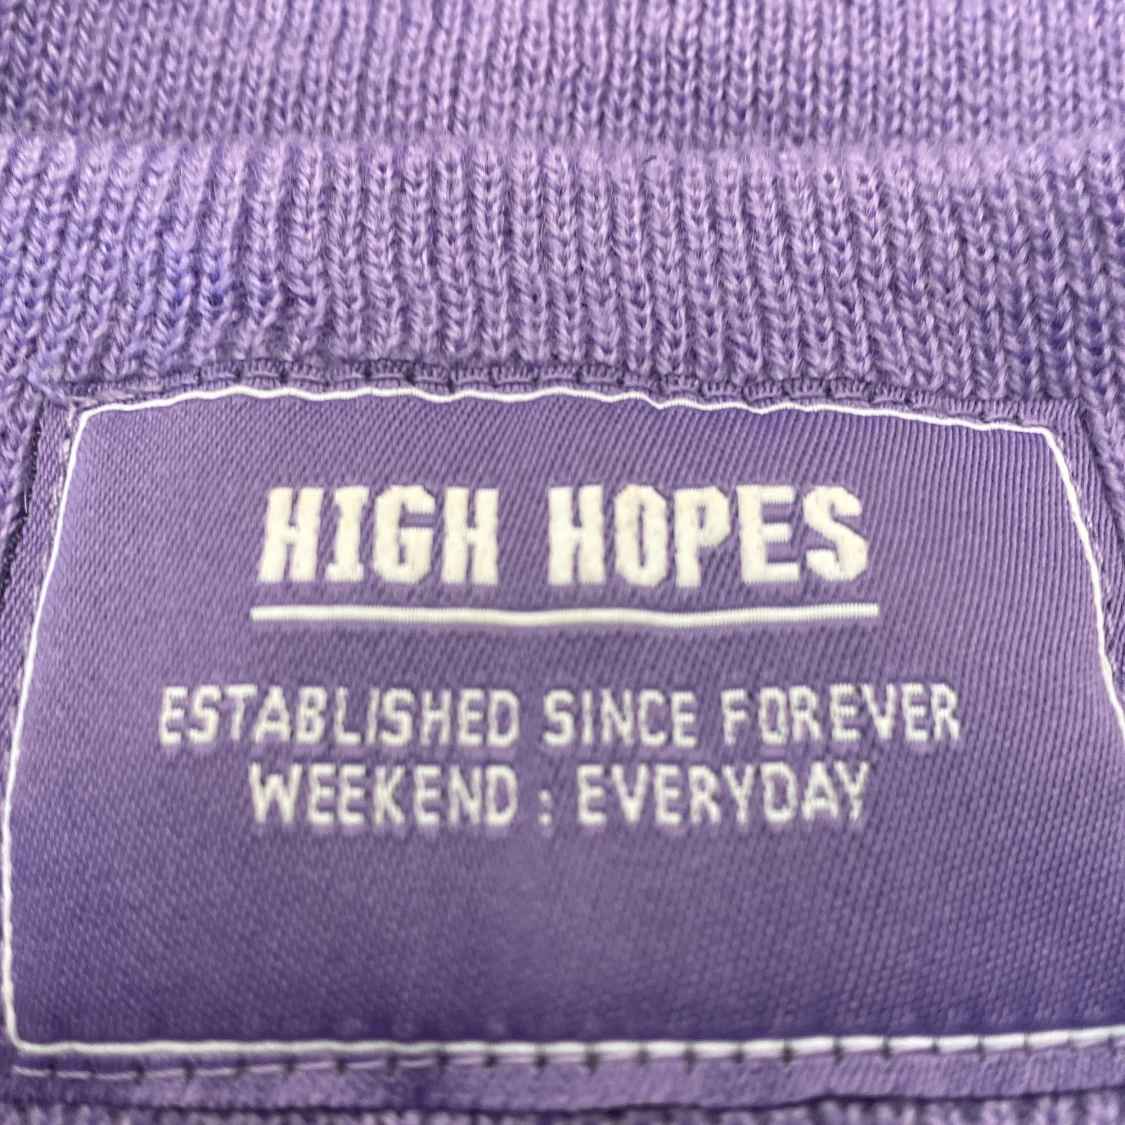 HIGH HOPES
ESTABLISHED SINCE FOREVER
WEEKEND : EVERYDAY